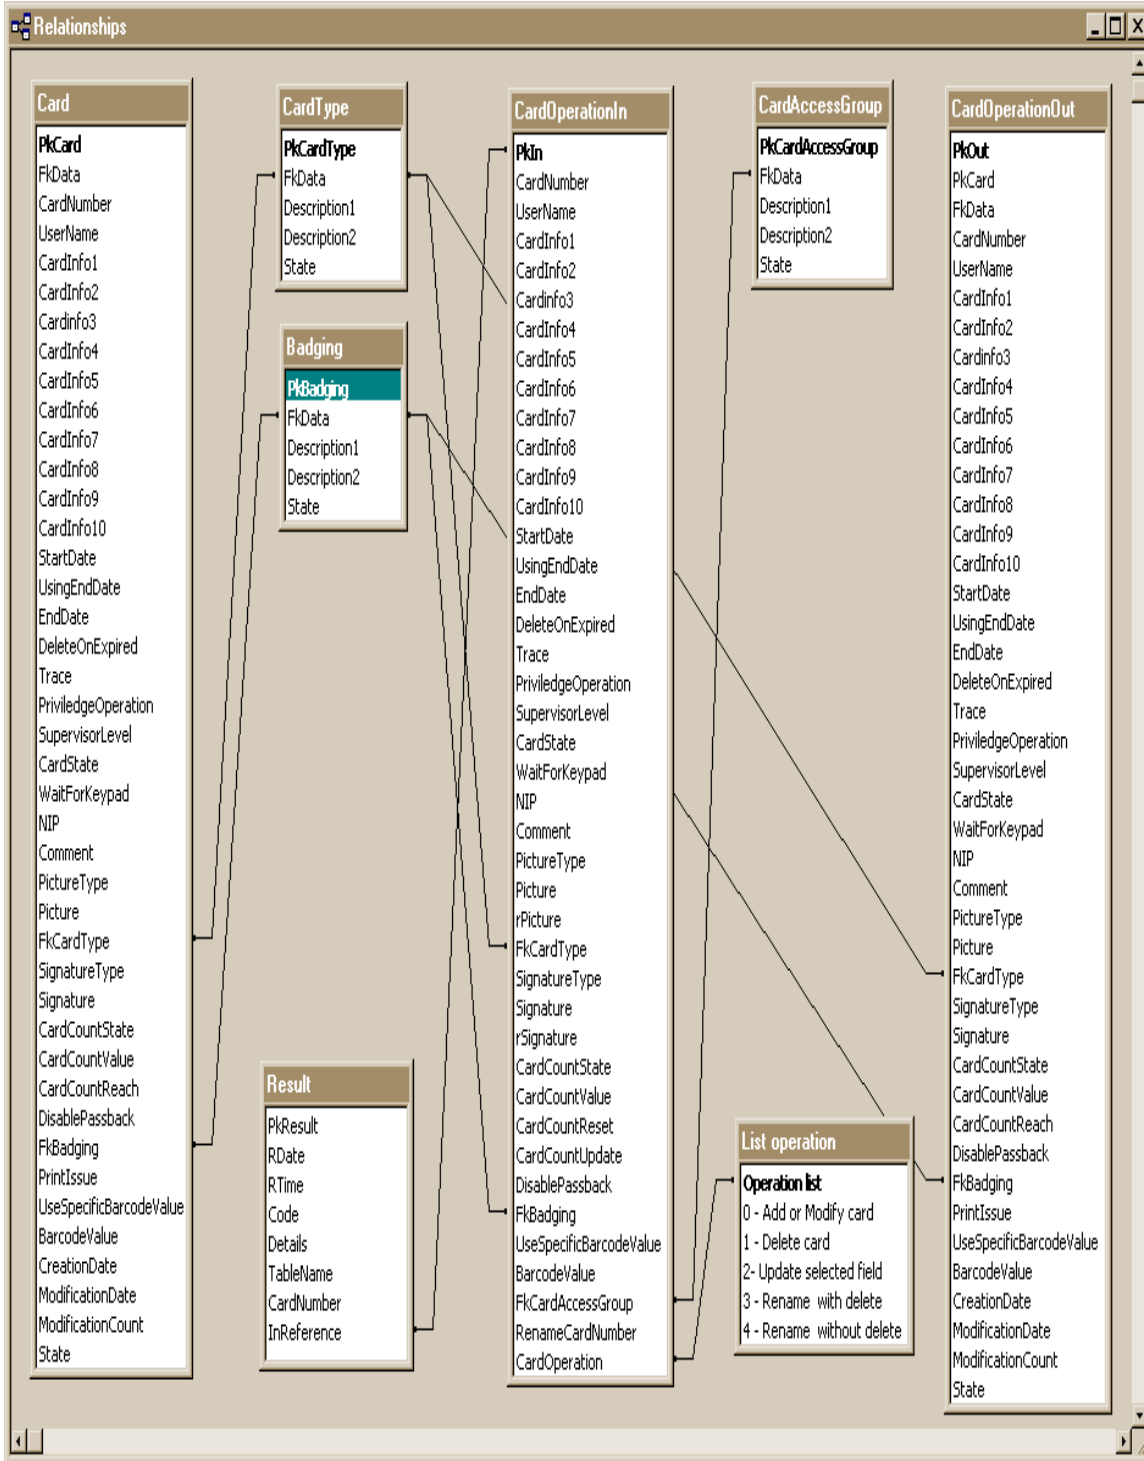 Relationships
Card
PkCard
FkData
CardNumber
UserName
CardInfo1
CardInfo2
Cardinfo3
CardInfo4
CardInfo5
CardInfo6
CardInfo7
CardInfo8
CardInfo9
CardInfo10
StartDate
UsingEndDate
EndDate
DeleteOnExpired
Trace
PriviledgeOperation
SupervisorLevel
CardState
WaitForKeypad
NIP
Comment
PictureType
Picture
FkCardType
SignatureType
Signature
CardCountState
CardCountValue
CardCountReach
DisablePassback
FkBadging
PrintIssue
UseSpecificBarcodeValue
BarcodeValue
CreationDate
ModificationDate
ModificationCount
State
CardType
PkCardType
FkData
Description1
Description2
State
Badging
PkBadging
FkData
Description1
Description2
State
Result
PkResult
RDate
RTime
Code
Details
TableName
CardNumber
InReference
CardOperationIn
PkIn
CardNumber
UserName
CardInfo1
CardInfo2
Cardinfo3
CardInfo4
CardInfo5
CardInfo6
CardInfo7
CardInfo8
CardInfo9
CardInfo10
StartDate
UsingEndDate
EndDate
DeleteOnExpired
Trace
PriviledgeOperation
SupervisorLevel
CardState
WaitForKeypad
NIP
Comment
PictureType
Picture
rPicture
FkCardType
SignatureType
Signature
rSignature
CardCountState
CardCountValue
CardCountReset
CardCountUpdate
DisablePassback
FkBadging
UseSpecificBarcodeValue
BarcodeValue
FkCardAccessGroup
RenameCardNumber
CardOperation
CardAccessGroup
PkCardAccessGroup
FkData
Description1
Description2
State
List operation
Operation list
0 - Add or Modify card
1 - Delete card
2- Update selected field
3 - Rename with delete
4 - Rename without delete
CardOperationOut
PkOut
PkCard
FkData
CardNumber
UserName
CardInfo1
CardInfo2
Cardinfo3
CardInfo4
CardInfo5
CardInfo6
CardInfo7
CardInfo8
CardInfo9
CardInfo10
StartDate
UsingEndDate
EndDate
DeleteOnExpired
Trace
PriviledgeOperation
SupervisorLevel
CardState
WaitForKeypad
NIP
Comment
PictureType
Picture
FkCardType
SignatureType
Signature
CardCountState
CardCountValue
CardCountReach
DisablePassback
FkBadging
PrintIssue
UseSpecificBarcodeValue
BarcodeValue
CreationDate
ModificationDate
ModificationCount
State